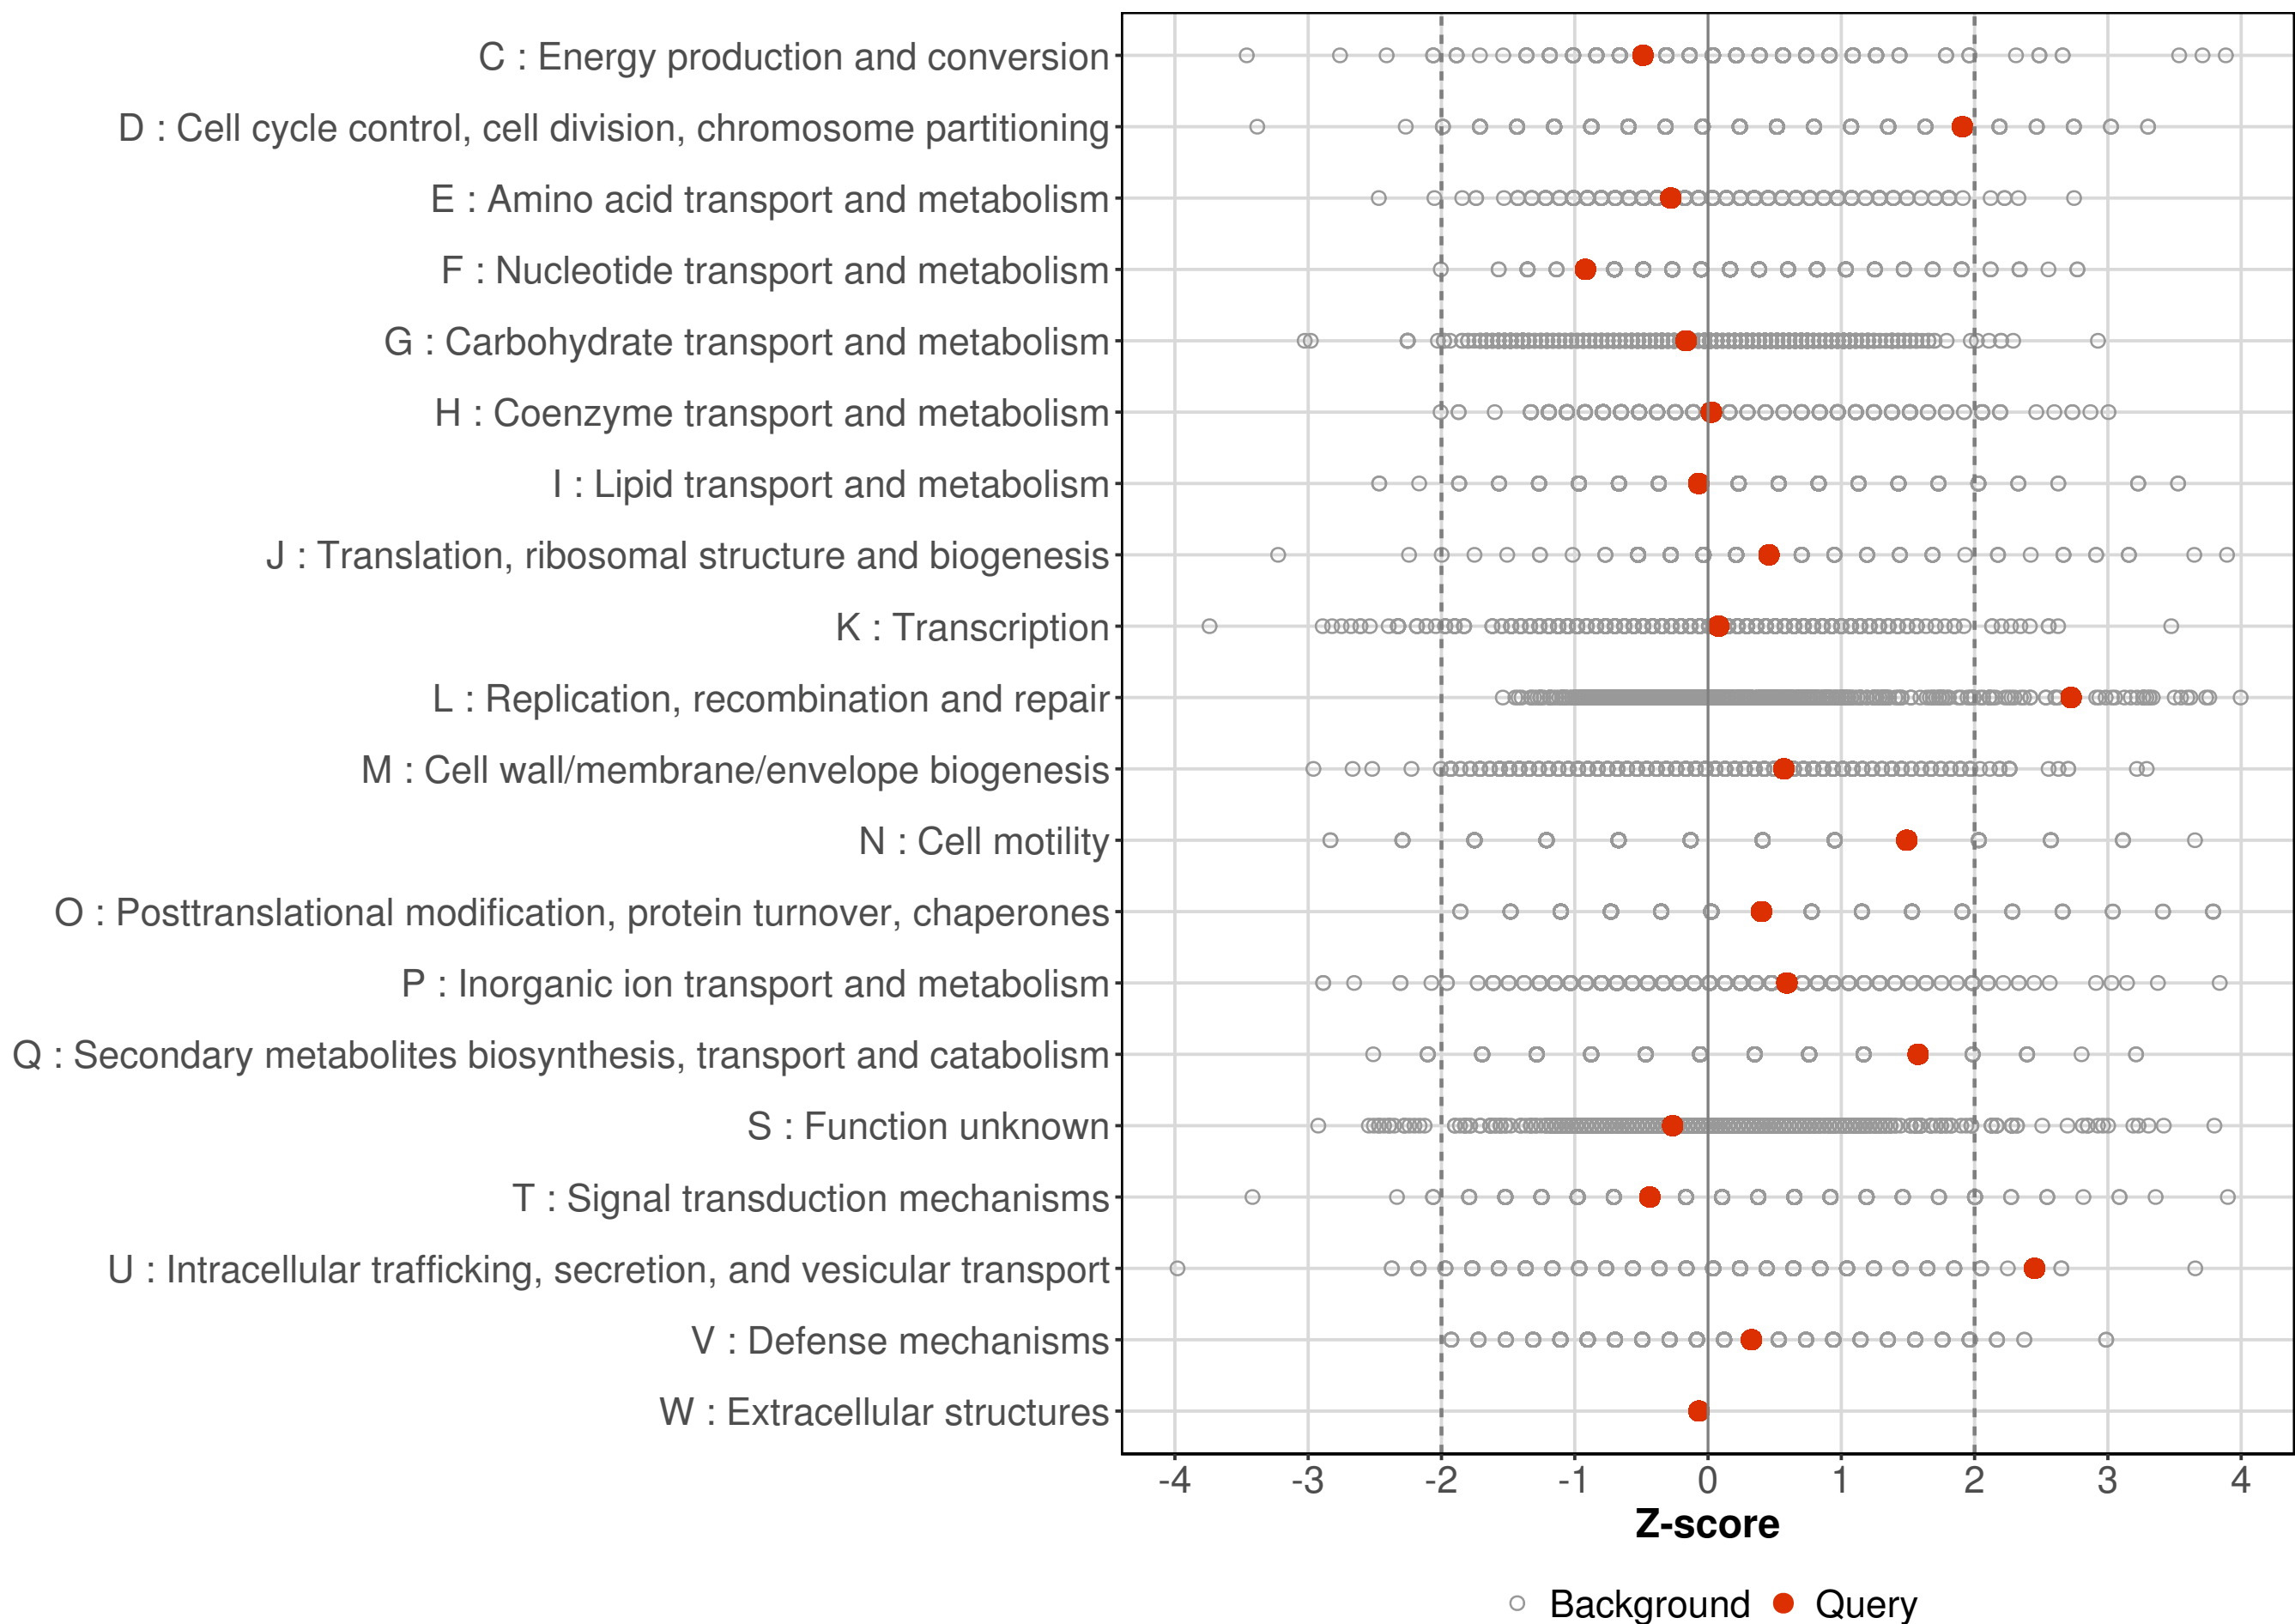 C : Energy production and conversion
D : Cell cycle control, cell division, chromosome partitioning
E : Amino acid transport and metabolism
F : Nucleotide transport and metabolism
G : Carbohydrate transport and metabolism
H : Coenzyme transport and metabolism
I : Lipid transport and metabolism
J : Translation, ribosomal structure and biogenesis
K : Transcription
L : Replication, recombination and repair
M : Cell wall/membrane/envelope biogenesis
N : Cell motility
O : Posttranslational modification, protein turnover, chaperones
P : Inorganic ion transport and metabolism
Q : Secondary metabolites biosynthesis, transport and catabolism
S : Function unknown
T : Signal transduction mechanisms
U : Intracellular trafficking, secretion, and vesicular transport
V : Defense mechanisms
W : Extracellular structures
-4 -3 -2 -1 0 1 2 3 4
Z-score
Background Query